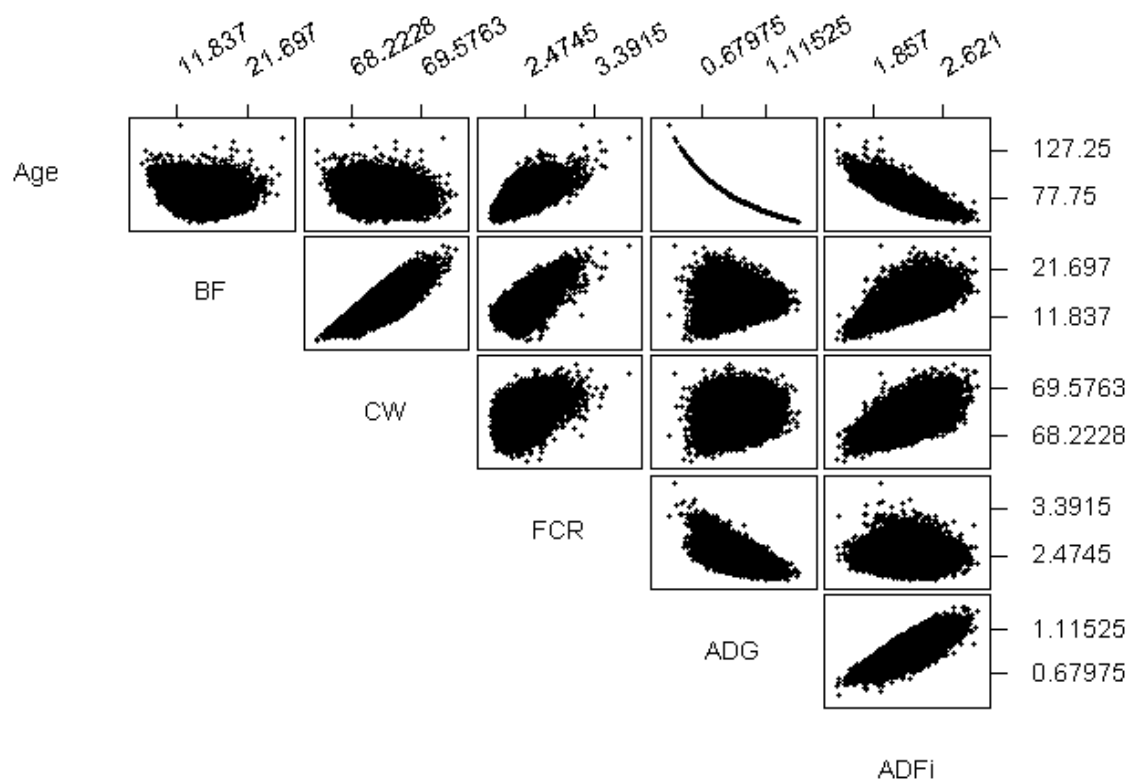 11.837 21.697 68.2228 69.5763 2.4745 3.3915 0.67975 1.11525 1.857 2.621
Age 127.25
77.75
BF 21.697
11.837
CW 69.5763
68.2228
FCR 3.3915
2.4745
ADG 1.11525
0.67975
ADFi